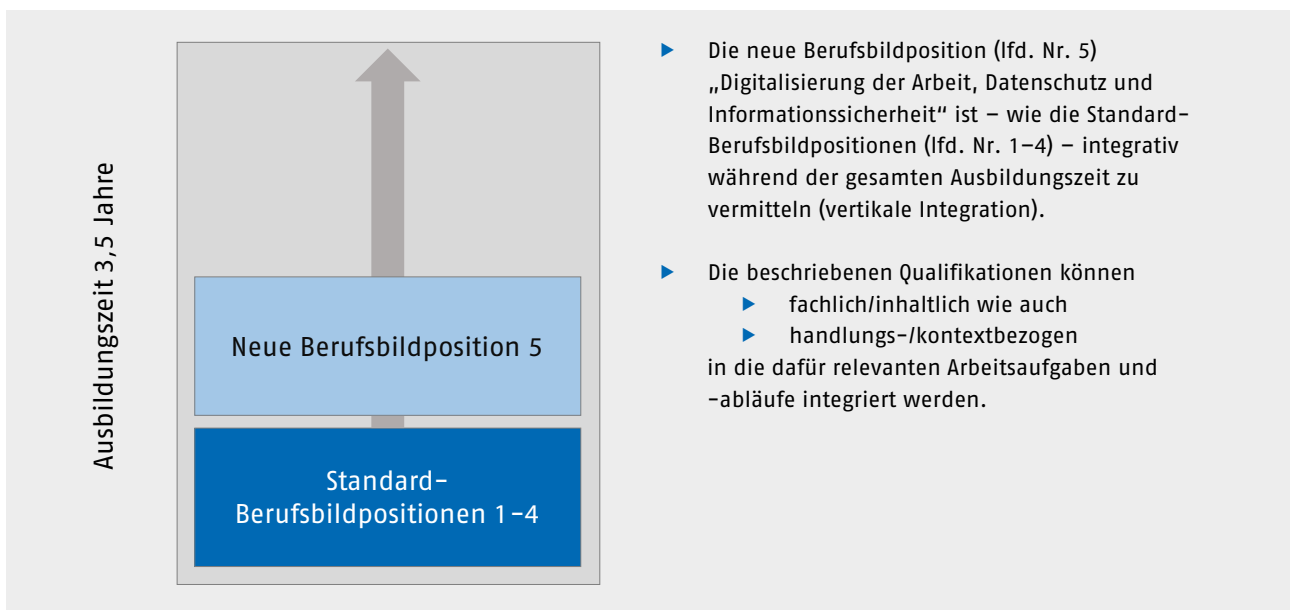 Ausbildungszeit 3,5 Jahre
Neue Berufsbildposition 5
Standard-
Berufsbildpositionen 1–4
▶ Die neue Berufsbildposition (lfd. Nr. 5)
„Digitalisierung der Arbeit, Datenschutz und
Informationssicherheit“ ist – wie die Standard-
Berufsbildpositionen (lfd. Nr. 1–4) – integrativ
während der gesamten Ausbildungszeit zu
vermitteln (vertikale Integration).
▶ Die beschriebenen Qualifikationen können
▶ fachlich/inhaltlich wie auch
▶ handlungs-/kontextbezogen
in die dafür relevanten Arbeitsaufgaben und
-abläufe integriert werden.